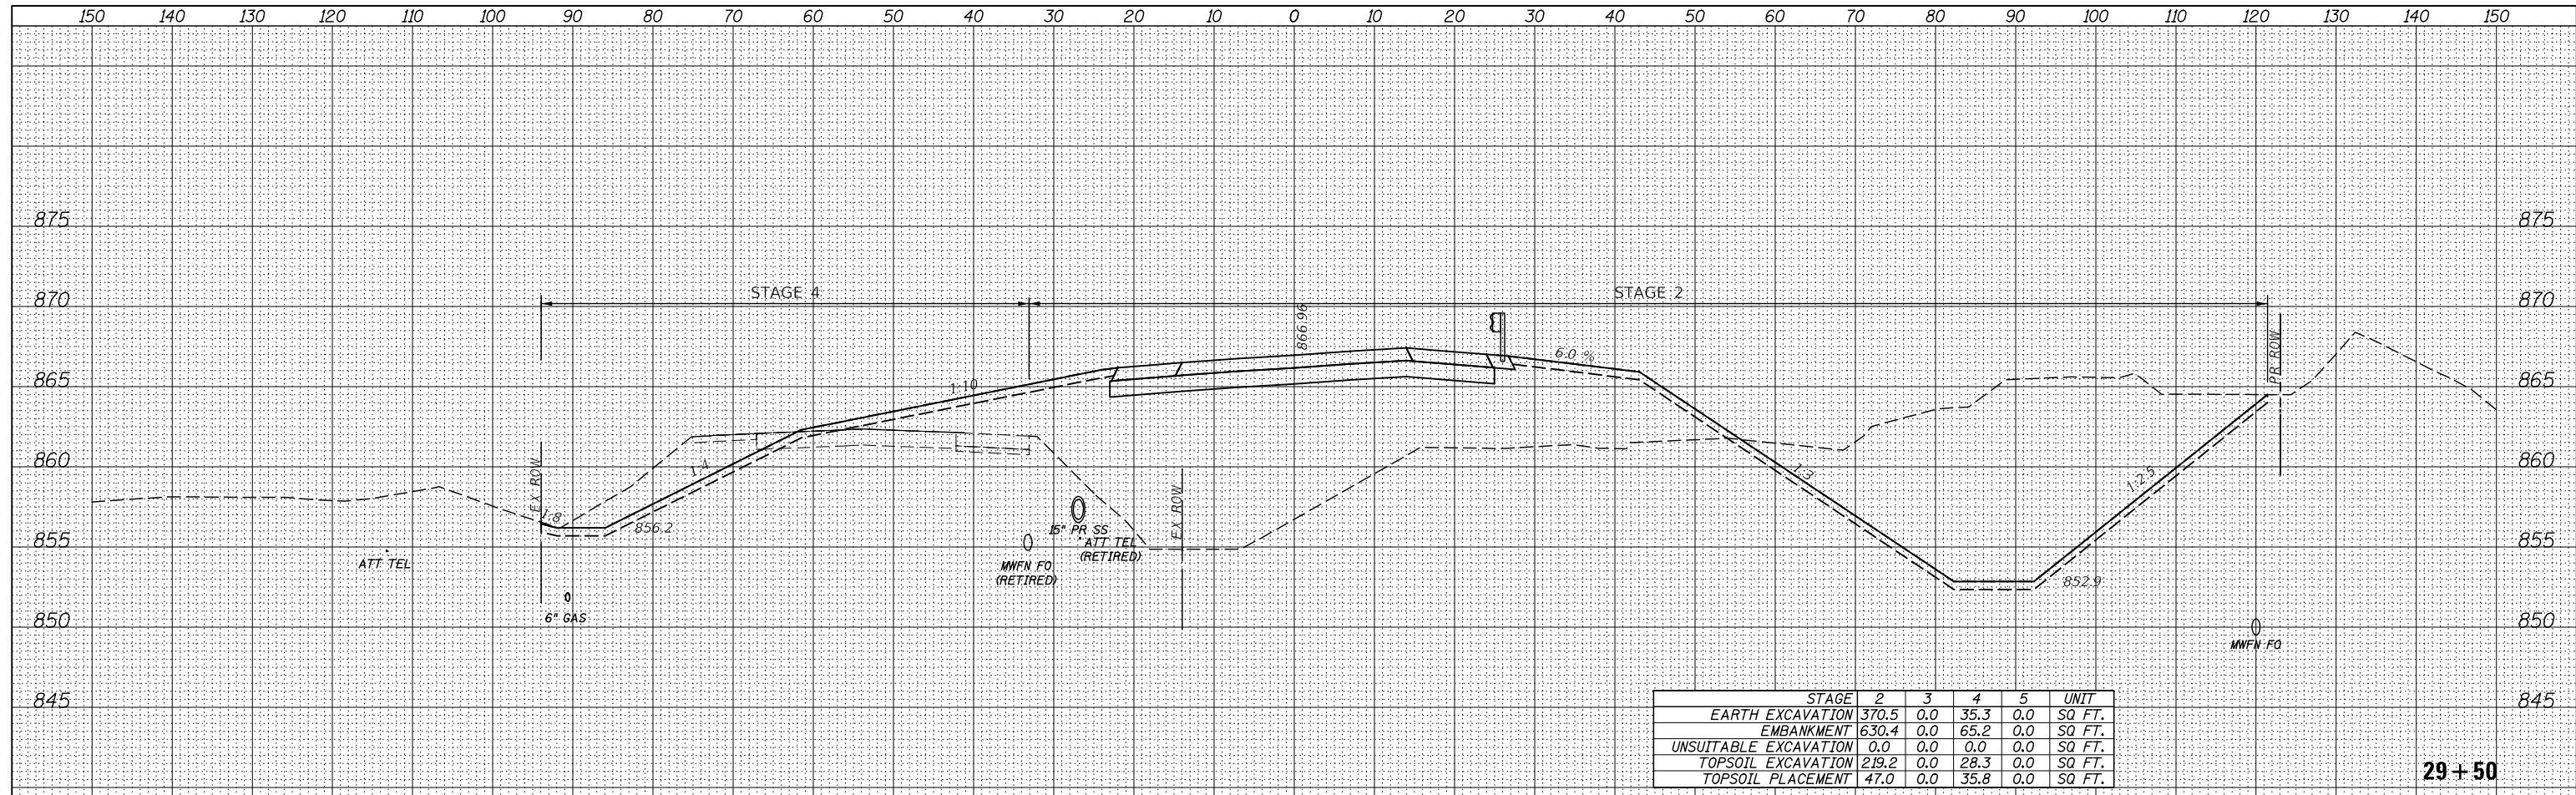 150 140 130 120 110 100 90 80 70 60 50 40 30 20 10 0 10 20 30 40 50 60 70 80 90 100 110 120 130 140 150
875 875
870 STAGE 4 866.96 STAGE 2 870
865 1:10 6.0 % PR ROW 865
860 EX ROW 1:4 EX ROW 1:3 1:2.5 860
1:8 856.2 15" PR SS
855 ATT TEL (RETIRED) 855
ATT TEL MWFN FO (RETIRED) 852.9
6" GAS
850 850
MWFN FO
845 845
STAGE 2 3 4 5 UNIT
EARTH EXCAVATION 370.5 0.0 35.3 0.0 SQ FT.
EMBANKMENT 630.4 0.0 65.2 0.0 SQ FT.
UNSUITABLE EXCAVATION 0.0 0.0 0.0 0.0 SQ FT.
TOPSOIL EXCAVATION 219.2 0.0 28.3 0.0 SQ FT.
TOPSOIL PLACEMENT 47.0 0.0 35.8 0.0 SQ FT.
29+50